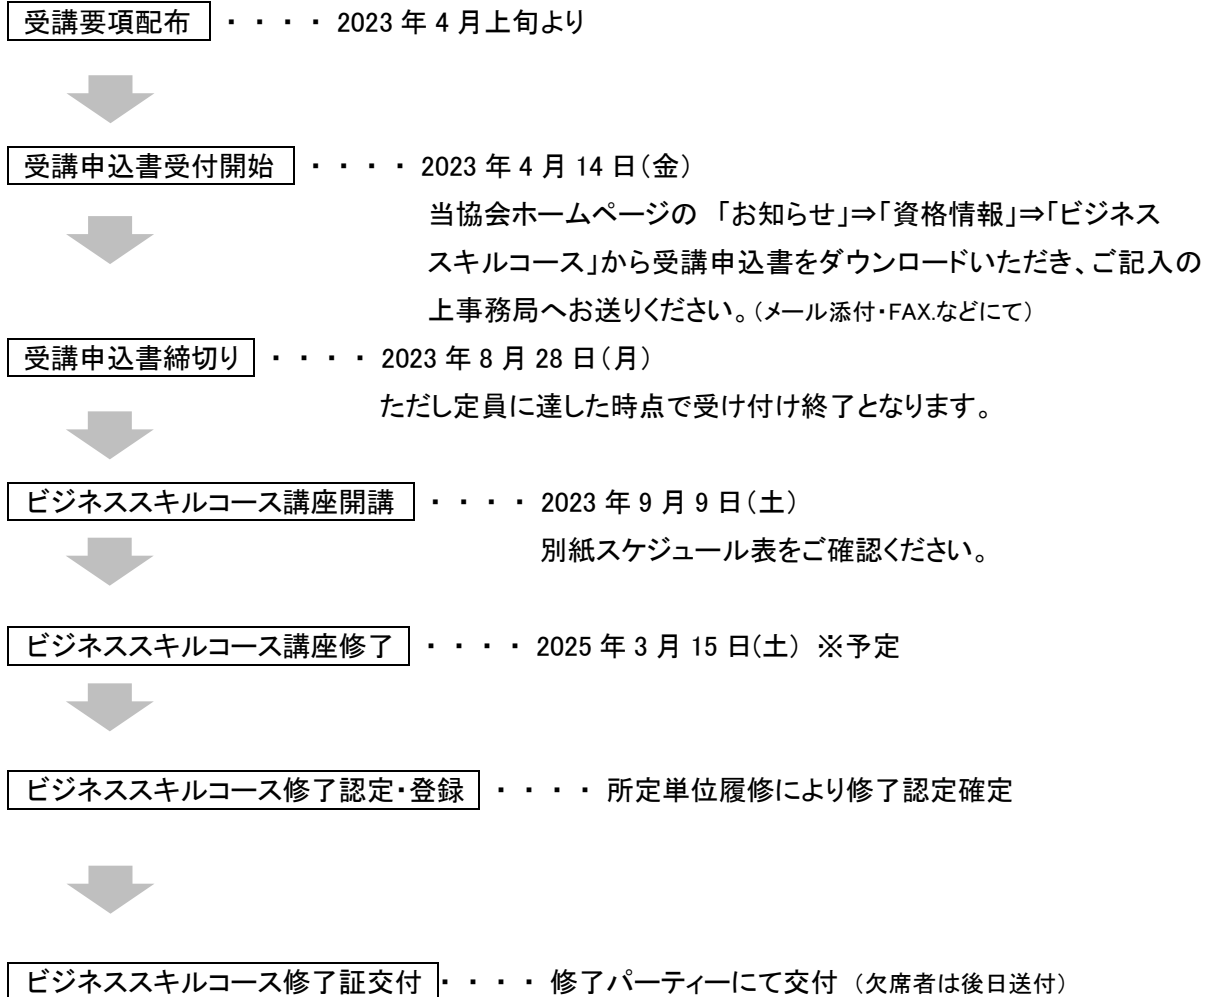 受講要項配布 ・ ・ ・ ・ 2023 年 4 月上旬より
受講申込書受付開始 ・ ・ ・ ・ 2023 年 4 月 14 日（金）
当協会ホームページの 「お知らせ」⇒「資格情報」⇒「ビジネス
スキルコース」から受講申込書をダウンロードいただき、ご記入の
上事務局へお送りください。（メール添付・FAX.などにて）
受講申込書締切り ・ ・ ・ ・ 2023 年 8 月 28 日（月）
ただし定員に達した時点で受け付け終了となります。
ビジネススキルコース講座開講 ・ ・ ・ ・ 2023 年 9 月 9 日（土）
別紙スケジュール表をご確認ください。
ビジネススキルコース講座修了 ・ ・ ・ ・ 2025 年 3 月 15 日(土) ※予定
ビジネススキルコース修了認定・登録 ・ ・ ・ ・ 所定単位履修により修了認定確定
ビジネススキルコース修了証交付 ・ ・ ・ ・ 修了パーティーにて交付 （欠席者は後日送付）